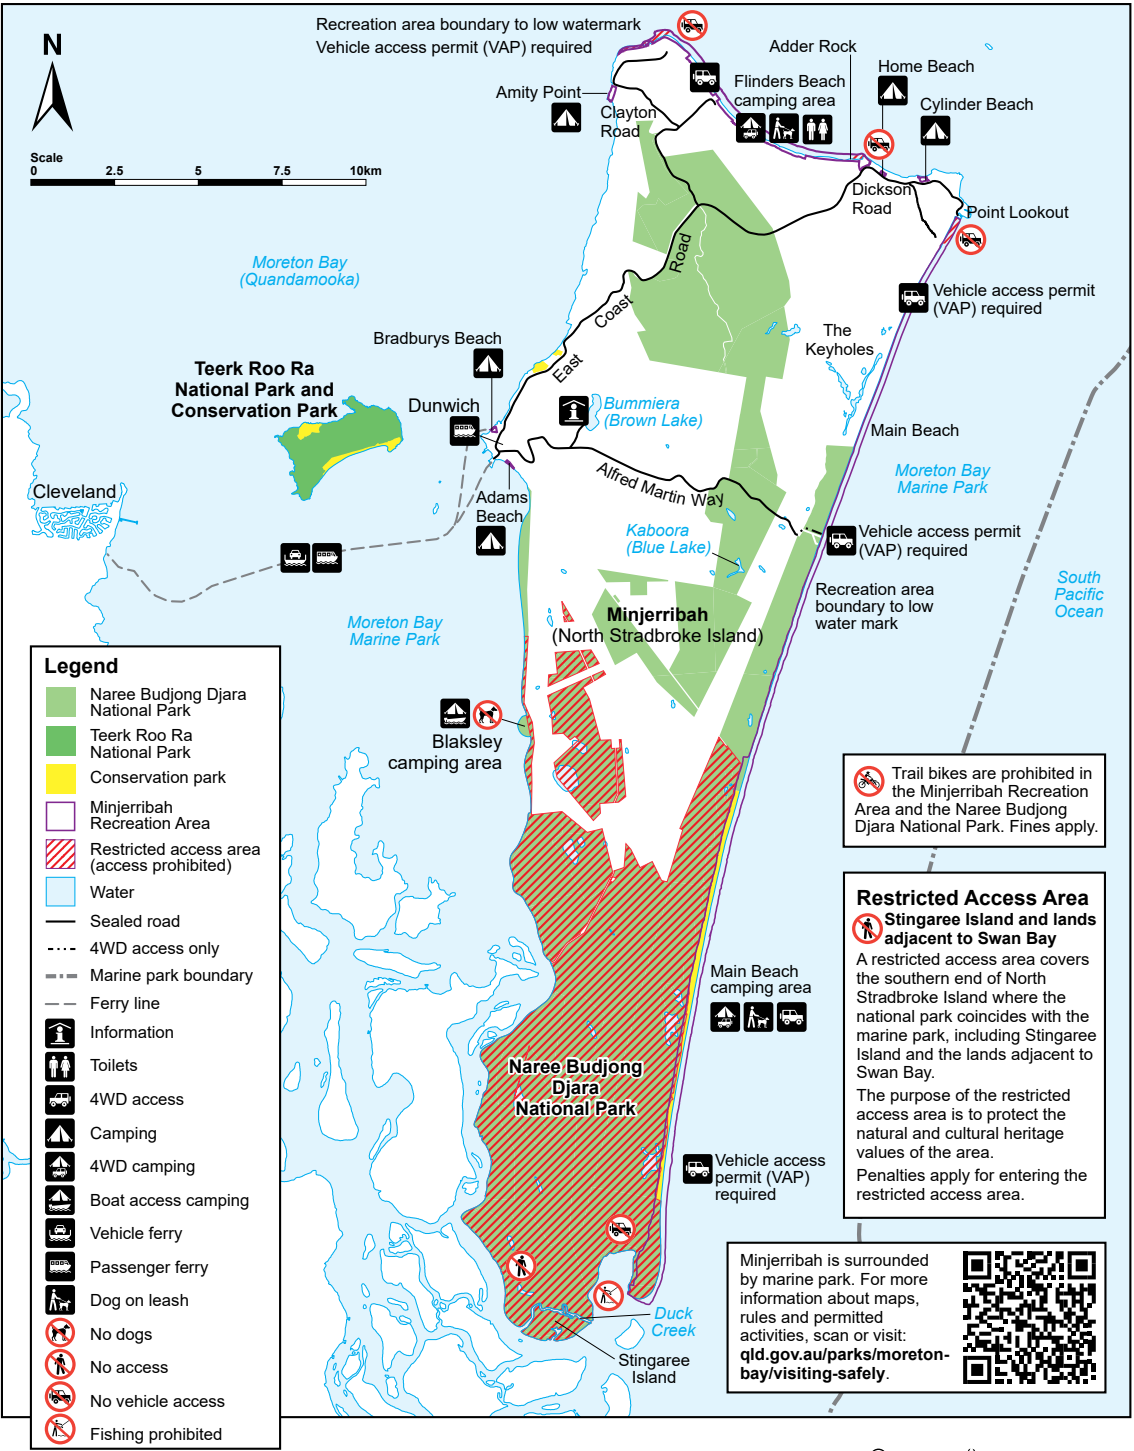 Recreation area boundary to low watermark
Vehicle access permit (VAP) required
N
Scale
0 2.5 5 7.5 10km
Adder Rock
Home Beach
Flinders Beach
camping area
Cylinder Beach
Amity Point
Clayton
Road
Dickson
Road
Point Lookout
Moreton Bay
(Quandamooka)
Road
Coast
East
Vehicle access permit
(VAP) required
The
Keyholes
Bradburys Beach
Teerk Roo Ra
National Park and
Conservation Park
Dunwich
Bummiera
(Brown Lake)
Main Beach
Alfred Martin Way
Moreton Bay
Marine Park
Cleveland
Adams
Beach
Kaboora
(Blue Lake)
Vehicle access permit
(VAP) required
South
Pacific
Ocean
Recreation area
boundary to low
water mark
Moreton Bay
Marine Park
Minjerribah
(North Stradbroke Island)
Blaksley
camping area
Legend
Naree Budjong Djara
National Park
Teerk Roo Ra
National Park
Conservation park
Minjerribah
Recreation Area
Restricted access area
(access prohibited)
Water
Sealed road
4WD access only
Marine park boundary
Ferry line
Information
Toilets
4WD access
Camping
4WD camping
Boat access camping
Vehicle ferry
Passenger ferry
Dog on leash
No dogs
No access
No vehicle access
Fishing prohibited
Trail bikes are prohibited in
the Minjerribah Recreation
Area and the Naree Budjong
Djara National Park. Fines apply.
Restricted Access Area
Stingaree Island and lands
adjacent to Swan Bay
A restricted access area covers
the southern end of North
Stradbroke Island where the
national park coincides with the
marine park, including Stingaree
Island and the lands adjacent to
Swan Bay.
The purpose of the restricted
access area is to protect the
natural and cultural heritage
values of the area.
Penalties apply for entering the
restricted access area.
Main Beach
camping area
Naree Budjong
Djara
National Park
Vehicle access
permit (VAP)
required
Duck
Creek
Stingaree
Island
Minjerribah is surrounded
by marine park. For more
information about maps,
rules and permitted
activities, scan or visit:
qld.gov.au/parks/moreton-
bay/visiting-safely.